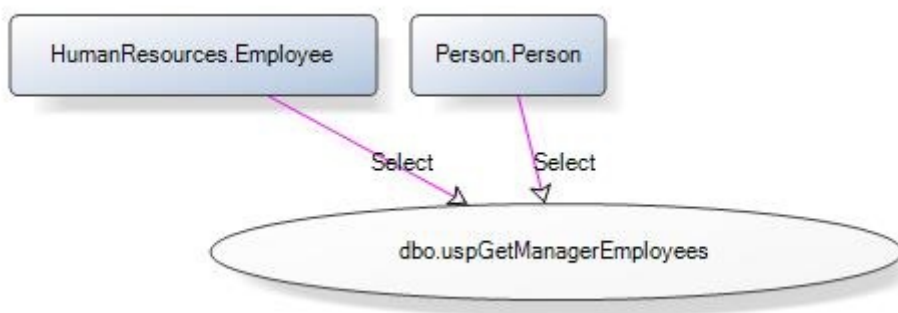 HumanResources.Employee
Person.Person
Select
Select
dbo.uspGetManagerEmployees